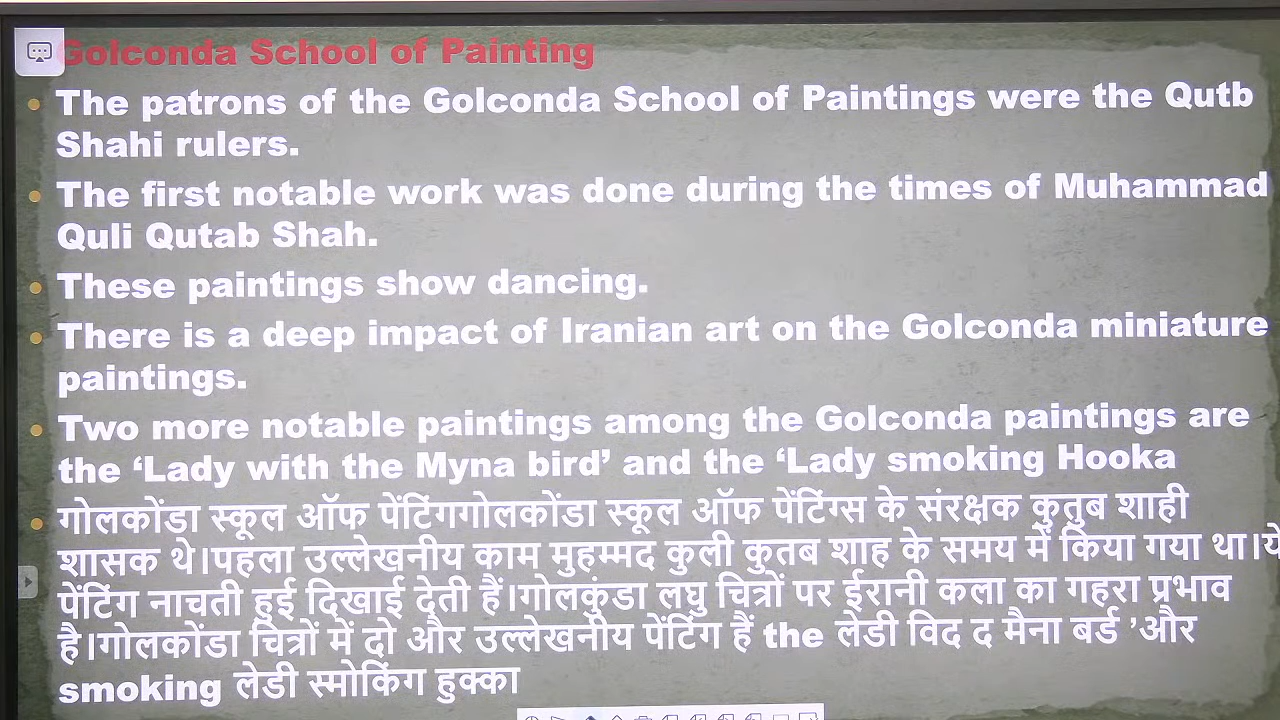 Golconda School of Painting
The patrons of the Golconda School of Paintings were the Qutb
Shahi rulers.
The first notable work was done during the times of Muhammad
Quli Qutab Shah.
These paintings show dancing.
There is a deep impact of Iranian art on the Golconda miniature
paintings.
Two more notable paintings among the Golconda paintings are
the ‘Lady with the Myna bird’ and the ‘Lady smoking Hooka
गोलकोंडा स्कूल ऑफ पेंटिंगगोलकोंडा स्कूल ऑफ पेंटिंग्स के संरक्षक कुतुब शाही
शासक थे।पहला उल्लेखनीय काम मुहम्मद कुली कुतब शाह के समय में किया गया था।ये
पेंटिंग नाचती हुई दिखाई देती हैं।गोलकुंडा लघु चित्रों पर ईरानी कला का गहरा प्रभाव
है।गोलकोंडा चित्रों में दो और उल्लेखनीय पेंटिंग हैं the लेडी विद द मैना बर्ड ’और
smoking लेडी स्मोकिंग हुक्का